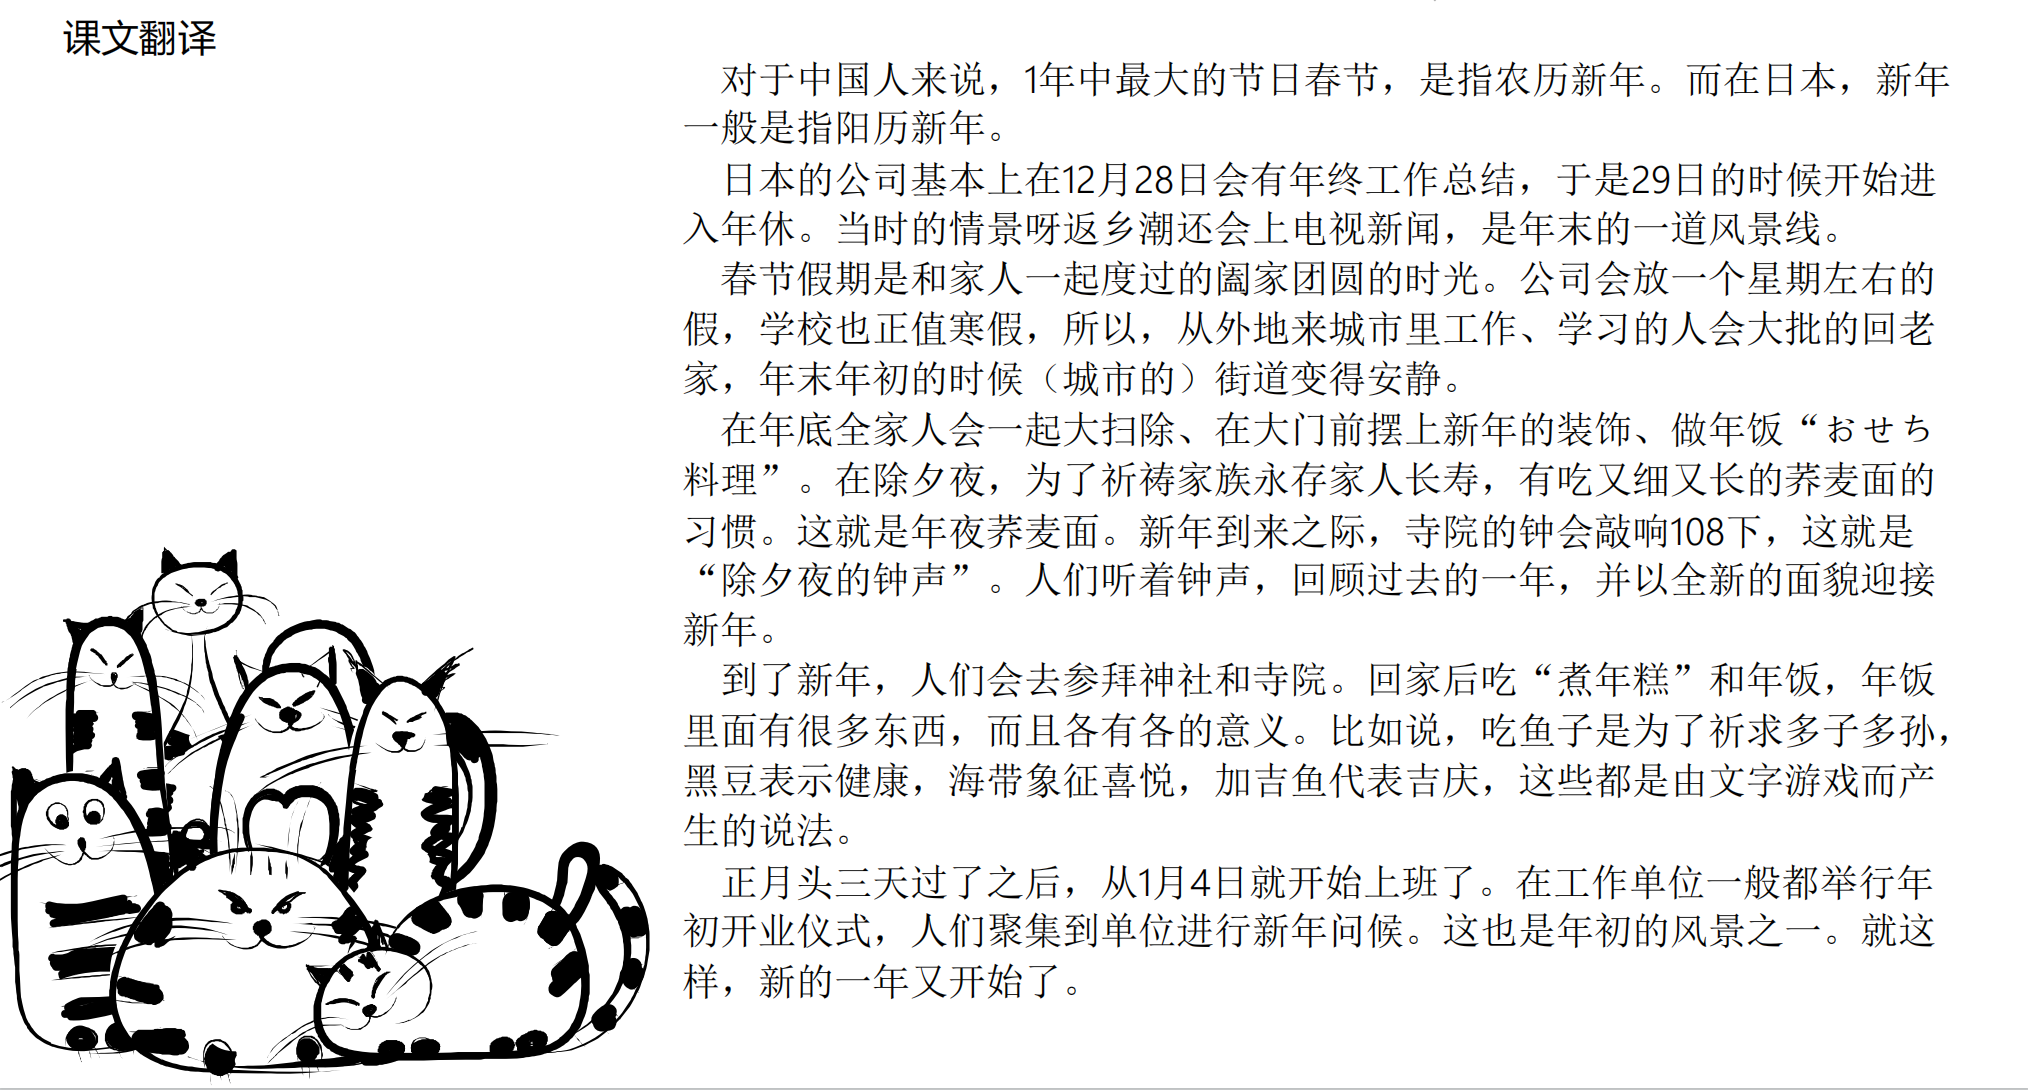 课文翻译
对于中国人来说，1年中最大的节日春节，是指农历新年。而在日本，新年
一般是指阳历新年。
日本的公司基本上在12月28日会有年终工作总结，于是29日的时候开始进
入年休。当时的情景呀返乡潮还会上电视新闻，是年末的一道风景线。
春节假期是和家人一起度过的阖家团圆的时光。公司会放一个星期左右的
假，学校也正值寒假，所以，从外地来城市里工作、学习的人会大批的回老
家，年末年初的时候（城市的）街道变得安静。
在年底全家人会一起大扫除、在大门前摆上新年的装饰、做年饭“おせち
料理”。在除夕夜，为了祈祷家族永存家人长寿，有吃又细又长的荞麦面的
习惯。这就是年夜荞麦面。新年到来之际，寺院的钟会敲响108下，这就是
“除夕夜的钟声”。人们听着钟声，回顾过去的一年，并以全新的面貌迎接
新年。
到了新年，人们会去参拜神社和寺院。回家后吃“煮年糕”和年饭，年饭
里面有很多东西，而且各有各的意义。比如说，吃鱼子是为了祈求多子多孙，
黑豆表示健康，海带象征喜悦，加吉鱼代表吉庆，这些都是由文字游戏而产
生的说法。
正月头三天过了之后，从1月4日就开始上班了。在工作单位一般都举行年
初开业仪式，人们聚集到单位进行新年问候。这也是年初的风景之一。就这
样，新的一年又开始了。